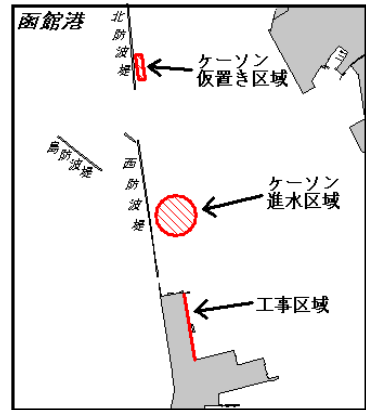 函館港
北防波堤
ケーソン
仮置き区域
島防波堤
西防波堤
ケーソン
進水区域
工事区域